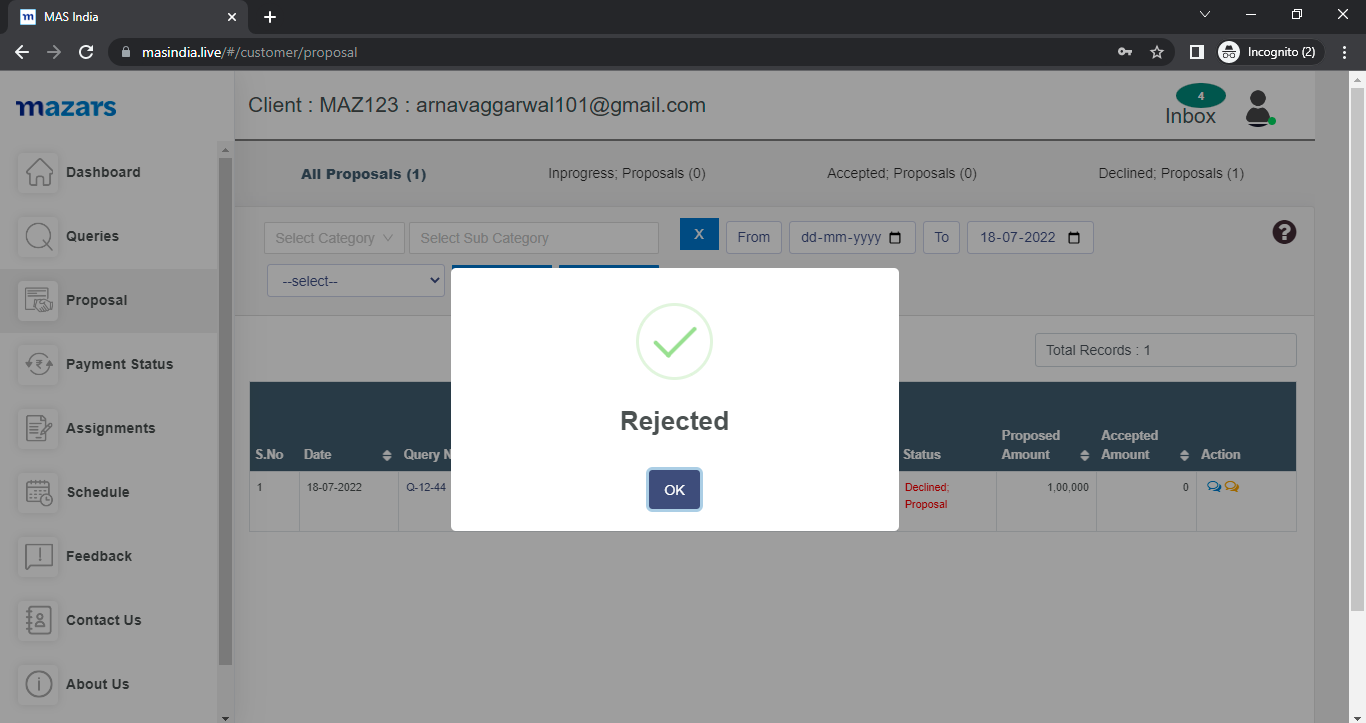 MAS India
masindia.live/#/customer/proposal
Incognito (2)
mazars
Client : MAZ123 : arnavaggarwal101@gmail.com
4
Inbox
Dashboard
Queries
Proposal
Payment Status
Assignments
Schedule
Feedback
Contact Us
About Us
All Proposals (1)
Inprogress; Proposals (0)
Accepted; Proposals (0)
Declined; Proposals (1)
Select Category
Select Sub Category
X
From
dd-mm-yyyy
To
18-07-2022
?
--select--
Total Records : 1
Rejected
OK
S.No
Date
Query N
Status
Proposed Amount
Accepted Amount
Action
1
18-07-2022
Q-12-44
Declined; Proposal
1,00,000
0